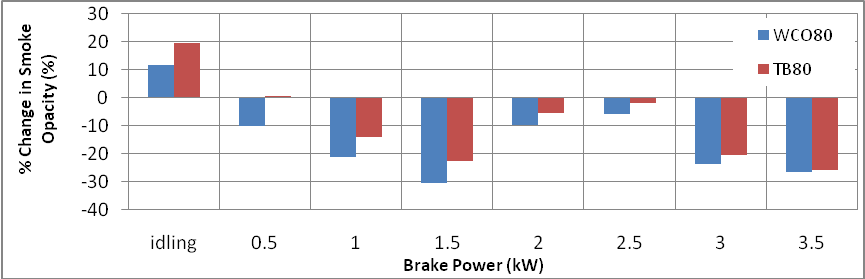 % Change in Smoke
Opacity (%)
30
20
10
0
-10
-20
-30
-40
WCO80
TB80
idling 0.5 1 1.5 2 2.5 3 3.5
Brake Power (kW)